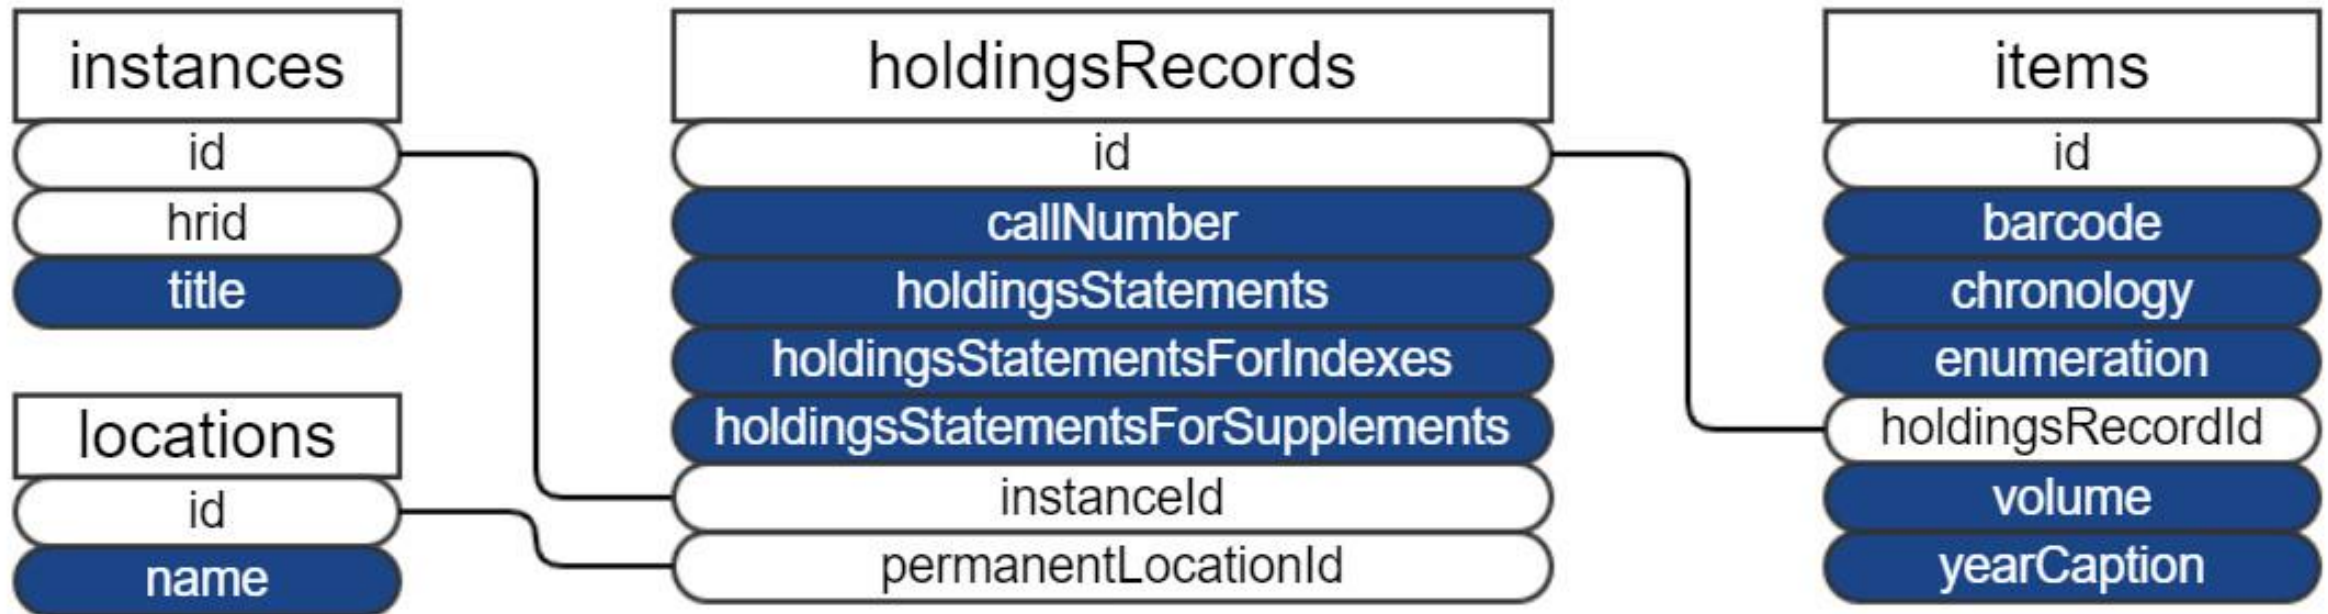 instances
id
hrid
title
locations
id
name
holdingsRecords
id
callNumber
holdingsStatements
holdingsStatementsForIndexes
holdingsStatementsForSupplements
instanceId
permanentLocationId
items
id
barcode
chronology
enumeration
holdingsRecordId
volume
yearCaption